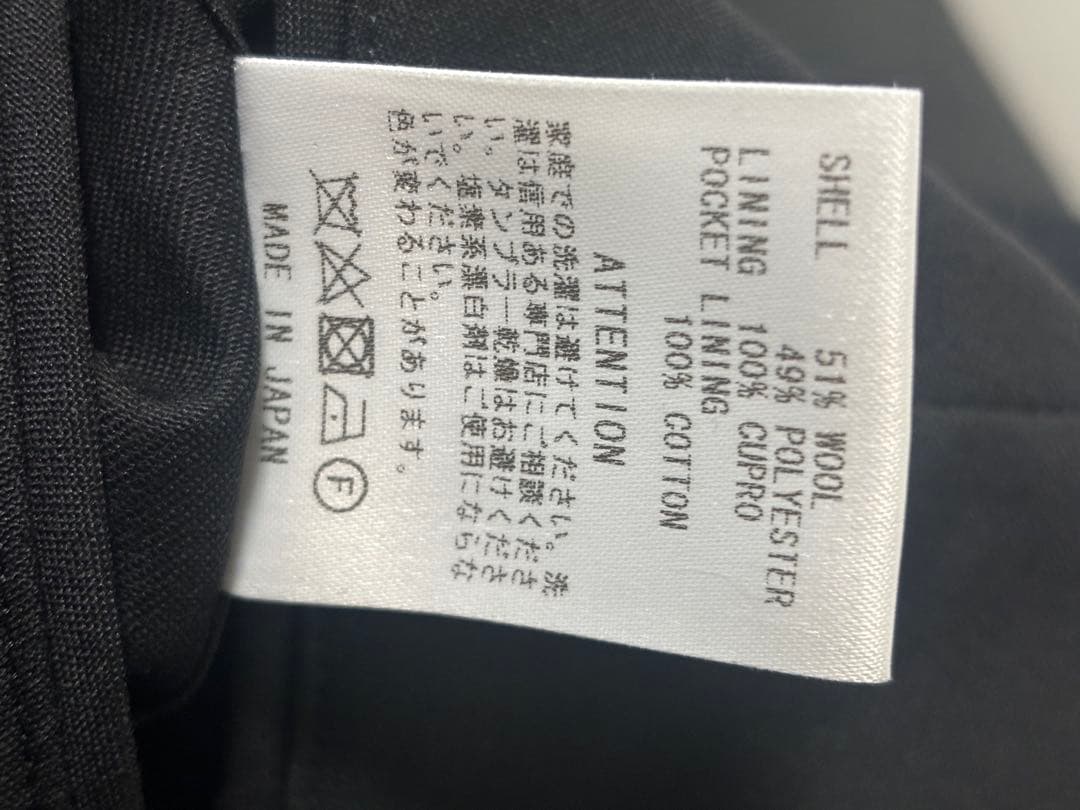 SHELL 51% WOOL
49% POLYESTER
LINING 100% CUPRO
POCKET LINING
100% COTTON
ATTENTION
家庭での洗濯は避けてください。洗
濯は信用ある専門店にご相談くださ
い。タンブラー乾燥はお避けくださ
い。塩素系漂白剤はご使用にならな
いでください。
色が変わることがあります。
F
MADE IN JAPAN